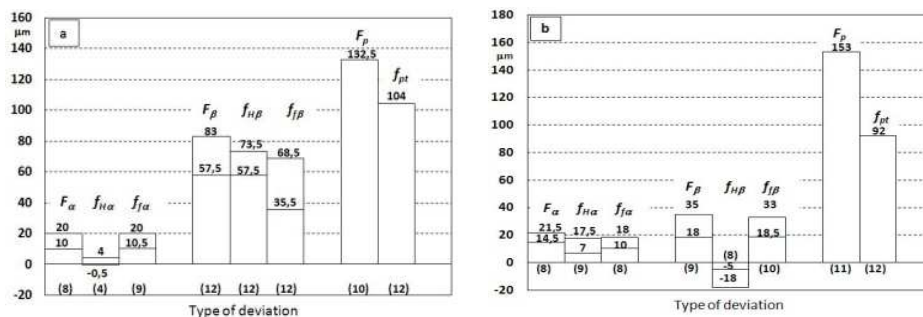 160
µm
140
120
100
80
60
40
20
0
-20
a
Fα
20
10
fHα
4
-0,5
ffα
20
10,5
Fβ
83
57,5
fHβ
73,5
57,5
ffβ
68,5
35,5
Fp
132,5
fpt
104
(8) (4) (9) (12) (12) (12) (10) (12)
Type of deviation
180
160
µm
140
120
100
80
60
40
20
0
-20
b
Fα
21,5
14,5
fHα
17,5
7
ffα
18
10
Fβ
35
18
fHβ
(8)
-5
-18
ffβ
33
18,5
Fp
153
fpt
92
(8) (9) (8) (9) (10) (11) (12)
Type of deviation